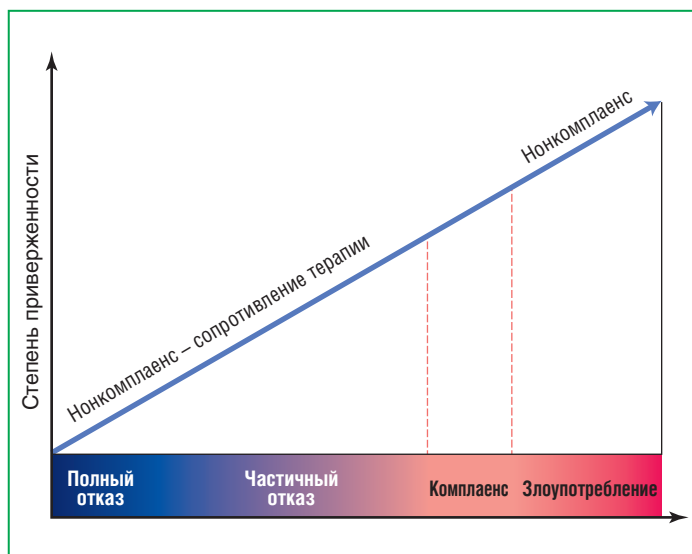 Степень приверженности
Нонкомплаенс – сопротивление терапии
Нонкомплаенс
Полный
отказ
Частичный
отказ
Комплаенс
Злоупотребление